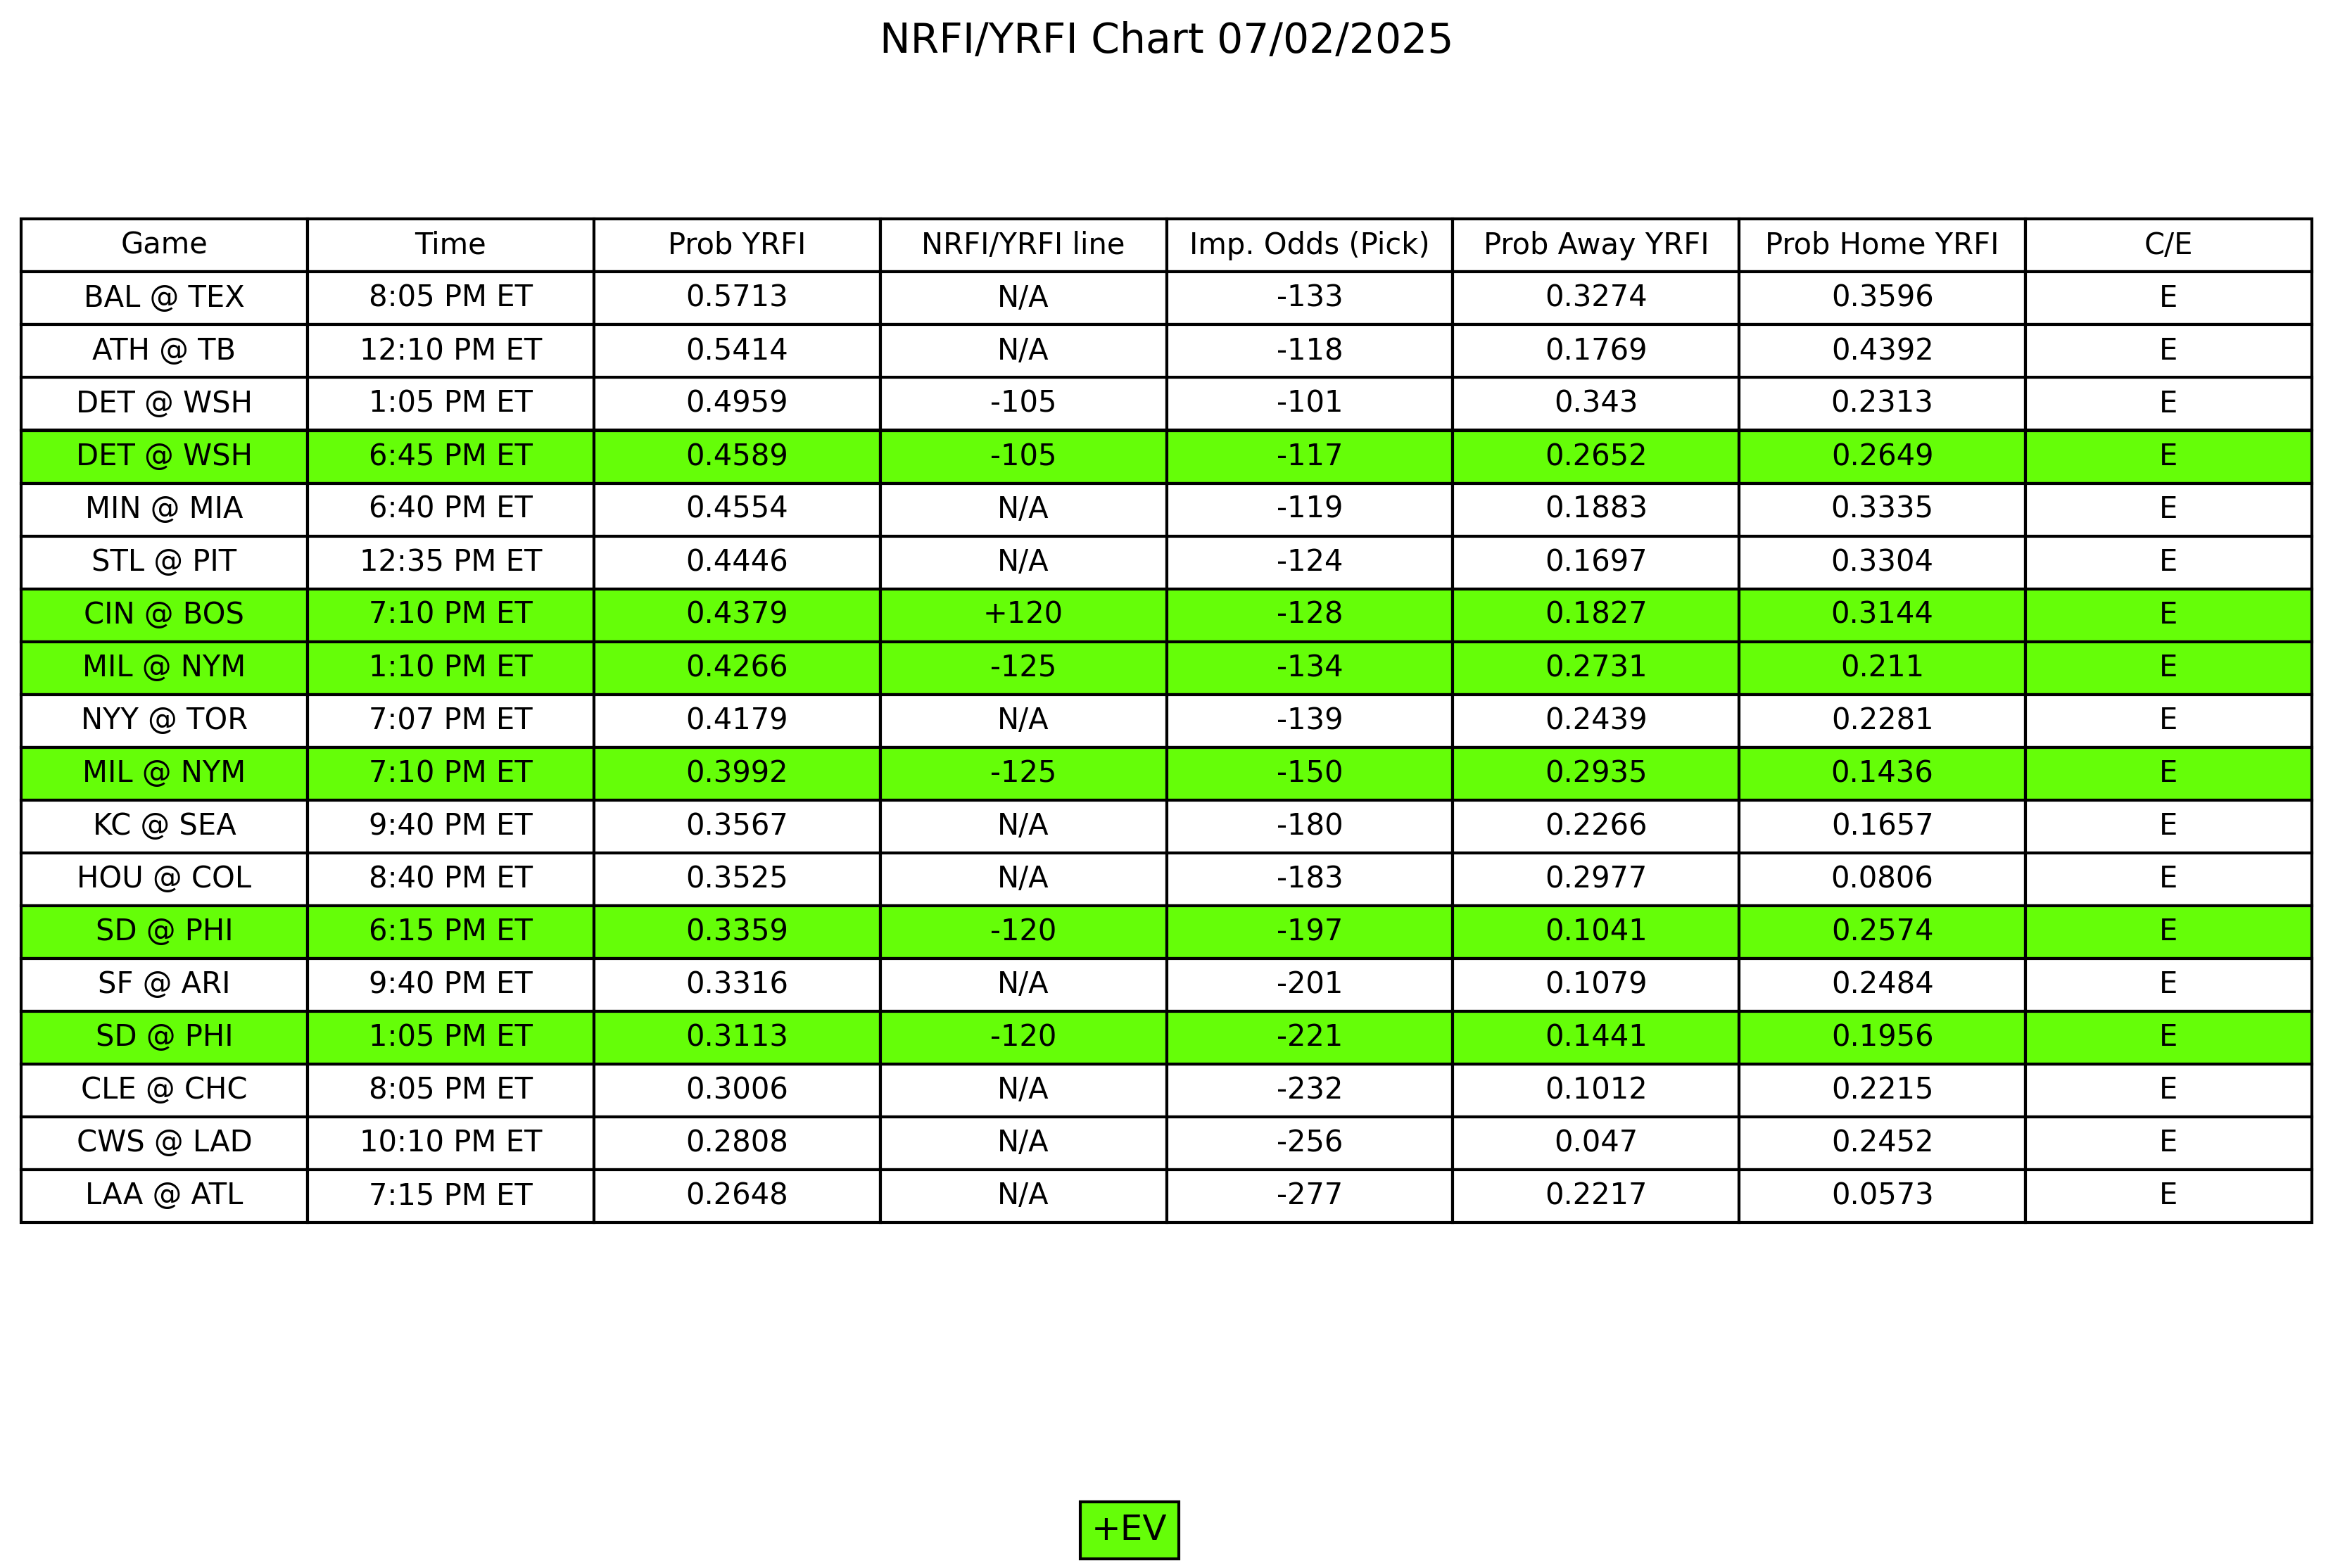 NRFI/YRFI Chart 07/02/2025
Game Time Prob YRFI NRFI/YRFI line Imp. Odds (Pick) Prob Away YRFI Prob Home YRFI C/E
BAL @ TEX 8:05 PM ET 0.5713 N/A -133 0.3274 0.3596 E
ATH @ TB 12:10 PM ET 0.5414 N/A -118 0.1769 0.4392 E
DET @ WSH 1:05 PM ET 0.4959 -105 -101 0.343 0.2313 E
DET @ WSH 6:45 PM ET 0.4589 -105 -117 0.2652 0.2649 E
MIN @ MIA 6:40 PM ET 0.4554 N/A -119 0.1883 0.3335 E
STL @ PIT 12:35 PM ET 0.4446 N/A -124 0.1697 0.3304 E
CIN @ BOS 7:10 PM ET 0.4379 +120 -128 0.1827 0.3144 E
MIL @ NYM 1:10 PM ET 0.4266 -125 -134 0.2731 0.211 E
NYY @ TOR 7:07 PM ET 0.4179 N/A -139 0.2439 0.2281 E
MIL @ NYM 7:10 PM ET 0.3992 -125 -150 0.2935 0.1436 E
KC @ SEA 9:40 PM ET 0.3567 N/A -180 0.2266 0.1657 E
HOU @ COL 8:40 PM ET 0.3525 N/A -183 0.2977 0.0806 E
SD @ PHI 6:15 PM ET 0.3359 -120 -197 0.1041 0.2574 E
SF @ ARI 9:40 PM ET 0.3316 N/A -201 0.1079 0.2484 E
SD @ PHI 1:05 PM ET 0.3113 -120 -221 0.1441 0.1956 E
CLE @ CHC 8:05 PM ET 0.3006 N/A -232 0.1012 0.2215 E
CWS @ LAD 10:10 PM ET 0.2808 N/A -256 0.047 0.2452 E
LAA @ ATL 7:15 PM ET 0.2648 N/A -277 0.2217 0.0573 E
+EV